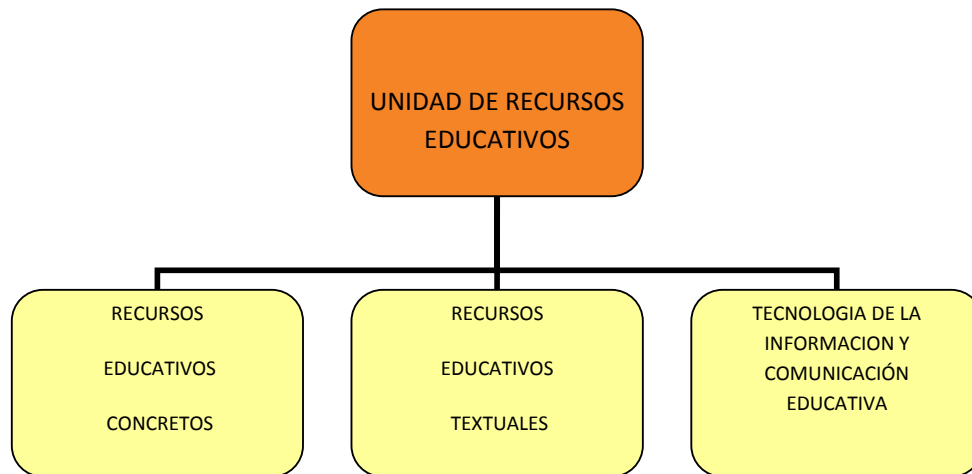 UNIDAD DE RECURSOS
EDUCATIVOS
RECURSOS
EDUCATIVOS
CONCRETOS
RECURSOS
EDUCATIVOS
TEXTUALES
TECNOLOGIA DE LA
INFORMACION Y
COMUNICACIÓN
EDUCATIVA